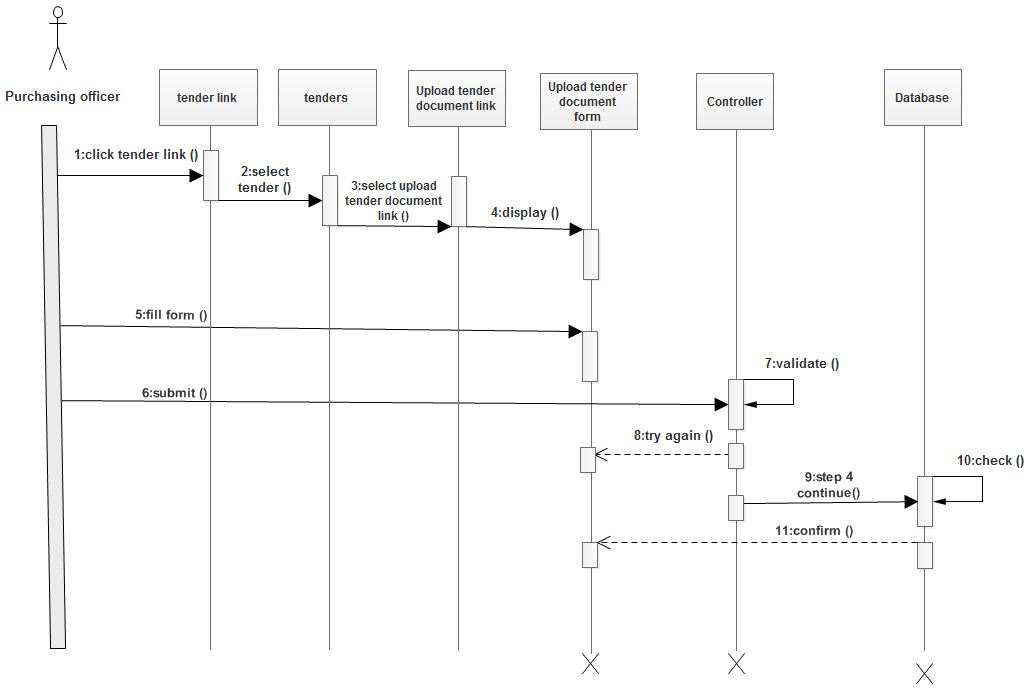 Purchasing officer
tender link
tenders
Upload tender
document link
Upload tender
document
form
Controller
Database
1:click tender link ()
2:select
tender ()
3:select upload
tender document
link ()
4:display ()
5:fill form ()
6:submit ()
7:validate ()
8:try again ()
9:step 4
continue()
10:check ()
11:confirm ()